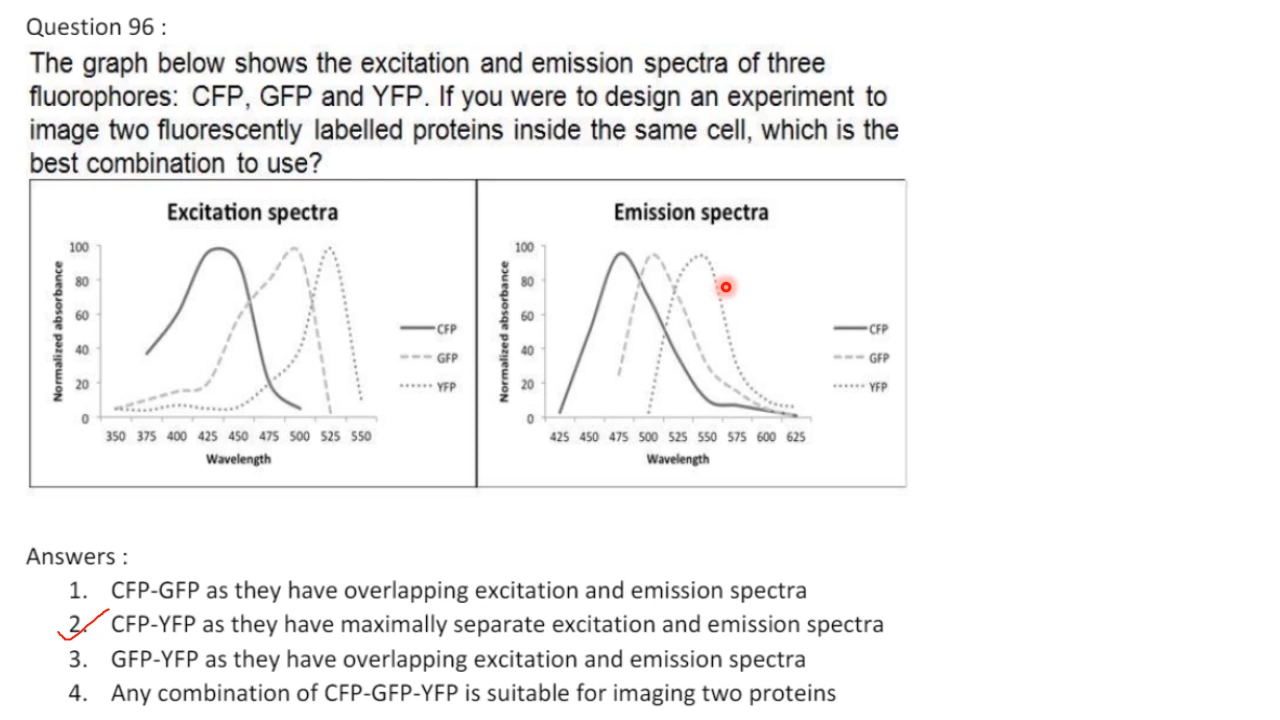 Question 96 :
The graph below shows the excitation and emission spectra of three
fluorophores: CFP, GFP and YFP. If you were to design an experiment to
image two fluorescently labelled proteins inside the same cell, which is the
best combination to use?
Excitation spectra
Normalized absorbance
100
80
60
40
20
0
350 375 400 425 450 475 500 525 550
Wavelength
CFP
GFP
YFP
Emission spectra
Normalized absorbance
100
80
60
40
20
0
425 450 475 500 525 550 575 600 625
Wavelength
CFP
GFP
YFP
Answers :
1. CFP-GFP as they have overlapping excitation and emission spectra
2. CFP-YFP as they have maximally separate excitation and emission spectra
3. GFP-YFP as they have overlapping excitation and emission spectra
4. Any combination of CFP-GFP-YFP is suitable for imaging two proteins